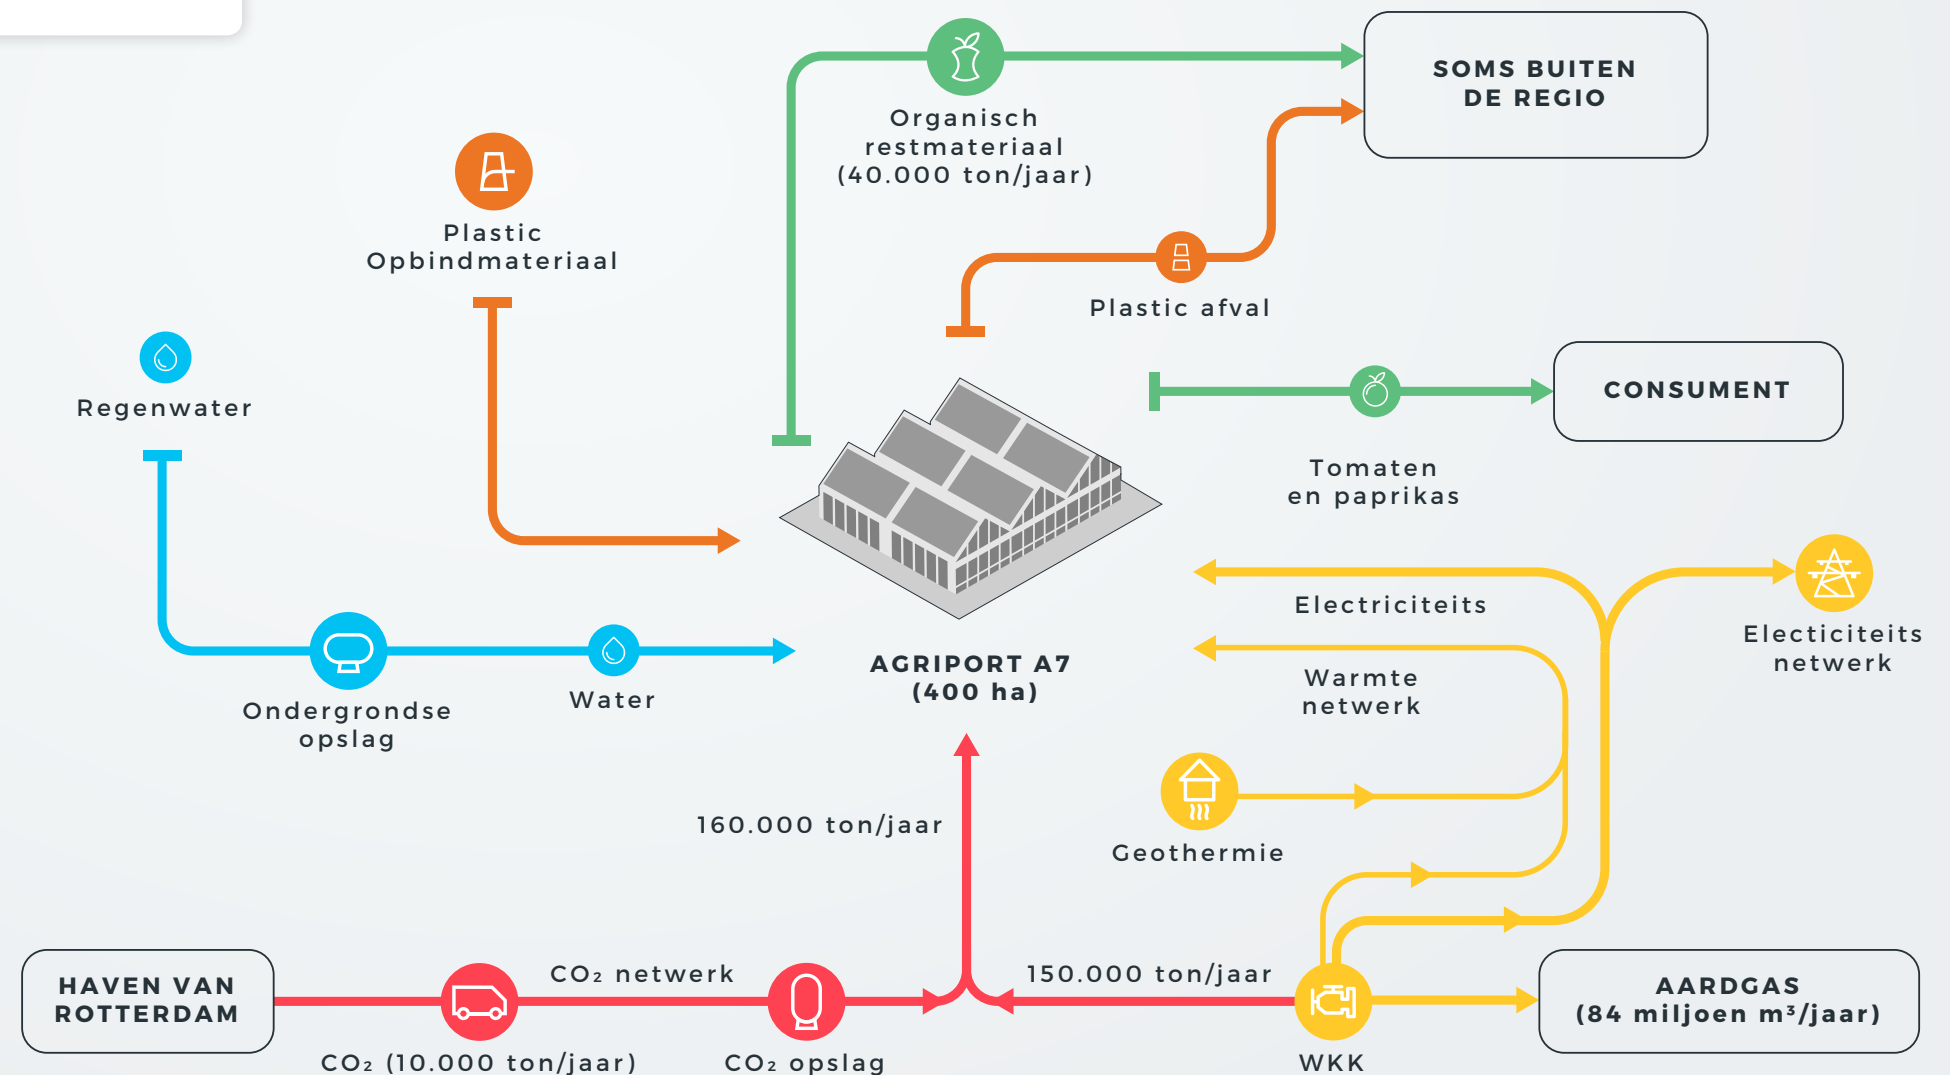 SOMS BUITEN
DE REGIO
Organisch
restmateriaal
(40.000 ton/jaar)
Plastic
Opbindmateriaal
Plastic afval
Regenwater
CONSUMENT
Tomaten
en paprikas
Electriciteits
Electiciteits
netwerk
Warmte
netwerk
AGRIPORT A7
(400 ha)
Ondergrondse
opslag
Water
160.000 ton/jaar
Geothermie
HAVEN VAN
ROTTERDAM
CO₂ netwerk
150.000 ton/jaar
AARDGAS
(84 miljoen m³/jaar)
CO₂ (10.000 ton/jaar)
CO₂ opslag
WKK